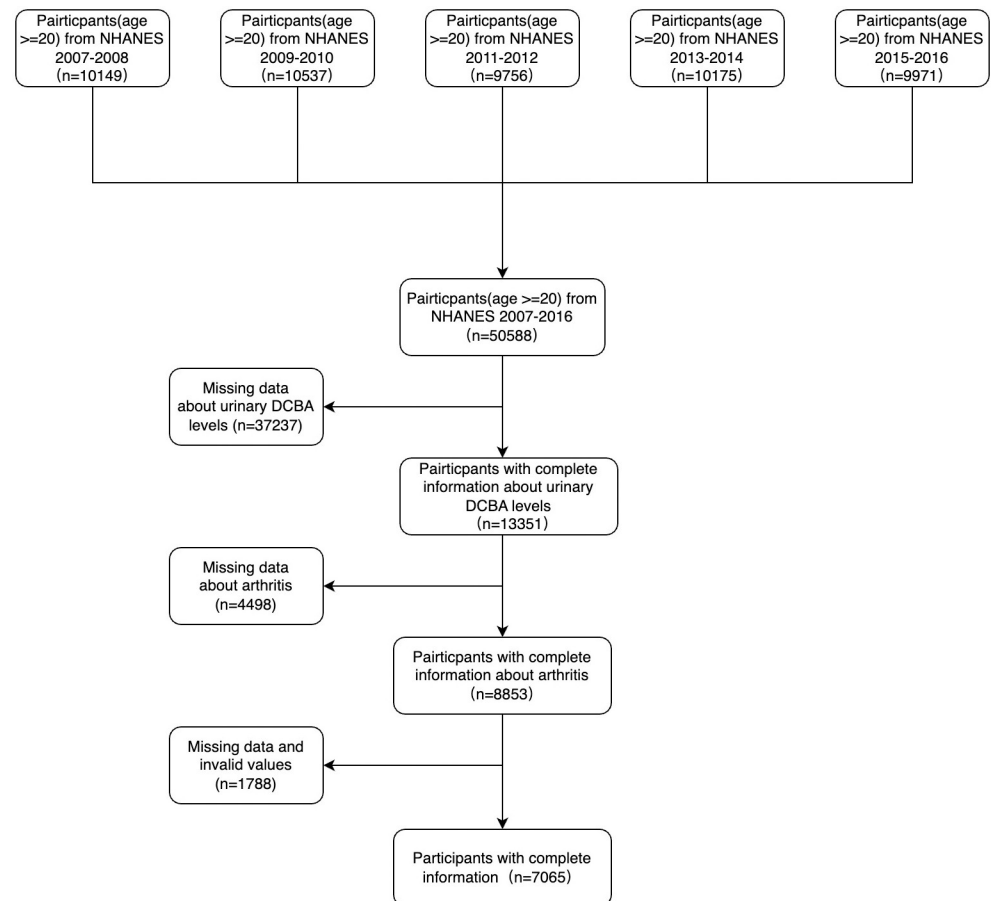 Pairticpants(age
>=20) from NHANES
2007-2008
(n=10149)
Pairticpants(age
>=20) from NHANES
2009-2010
(n=10537)
Pairticpants(age
>=20) from NHANES
2011-2012
(n=9756)
Pairticpants(age
>=20) from NHANES
2013-2014
(n=10175)
Pairticpants(age
>=20) from NHANES
2015-2016
(n=9971)
Pairticpants(age >=20) from
NHANES 2007-2016
(n=50588)
Missing data
about urinary DCBA
levels (n=37237)
Pairticpants with complete
information about urinary
DCBA levels
(n=13351)
Missing data
about arthritis
(n=4498)
Pairticpants with complete
information about arthritis
(n=8853)
Missing data and
invalid values
(n=1788)
Participants with complete
information (n=7065)